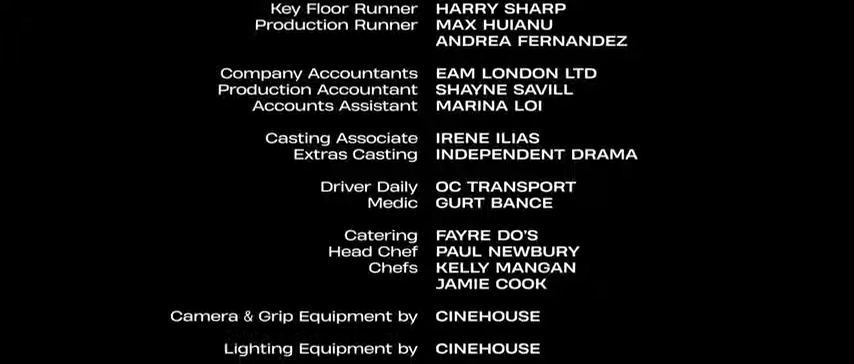 Key Floor Runner HARRY SHARP
Production Runner MAX HUIANU
ANDREA FERNANDEZ
Company Accountants EAM LONDON LTD
Production Accountant SHAYNE SAVILL
Accounts Assistant MARINA LOI
Casting Associate IRENE ILIAS
Extras Casting INDEPENDENT DRAMA
Driver Daily OC TRANSPORT
Medic GURT BANCE
Catering FAYRE DO'S
Head Chef PAUL NEWBURY
Chefs KELLY MANGAN
JAMIE COOK
Camera & Grip Equipment by CINEHOUSE
Lighting Equipment by CINEHOUSE